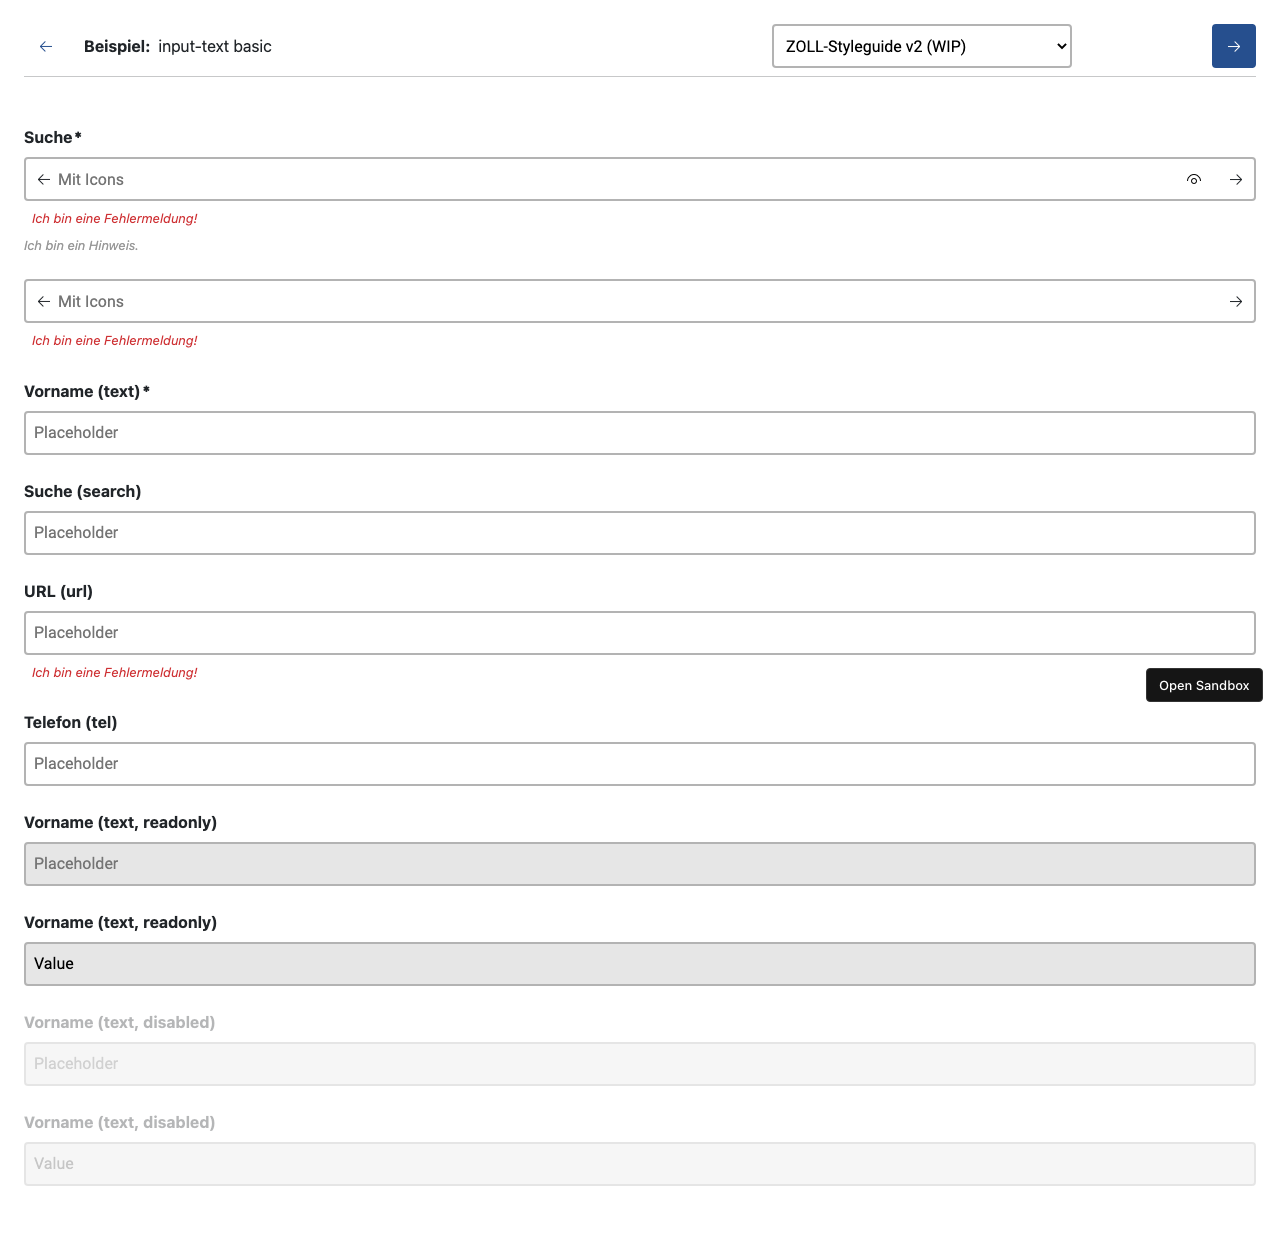 Beispiel: input-text basic
ZOLL-Styleguide v2 (WIP)
Suche*
Mit Icons
Ich bin eine Fehlermeldung!
Ich bin ein Hinweis.
Mit Icons
Ich bin eine Fehlermeldung!
Vorname (text)*
Placeholder
Suche (search)
Placeholder
URL (url)
Placeholder
Ich bin eine Fehlermeldung!
Open Sandbox
Telefon (tel)
Placeholder
Vorname (text, readonly)
Placeholder
Vorname (text, readonly)
Value
Vorname (text, disabled)
Placeholder
Vorname (text, disabled)
Value